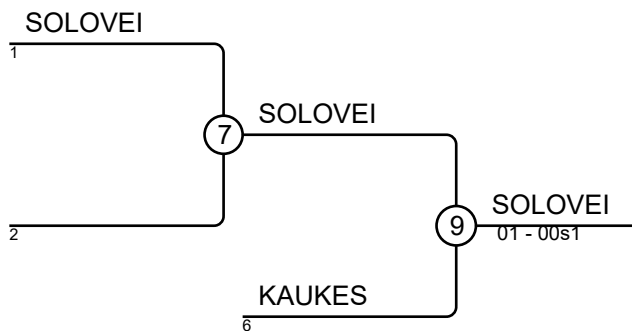 SOLOVEI
1
7
SOLOVEI
2
9
SOLOVEI
01 - 00s1
KAUKES
6